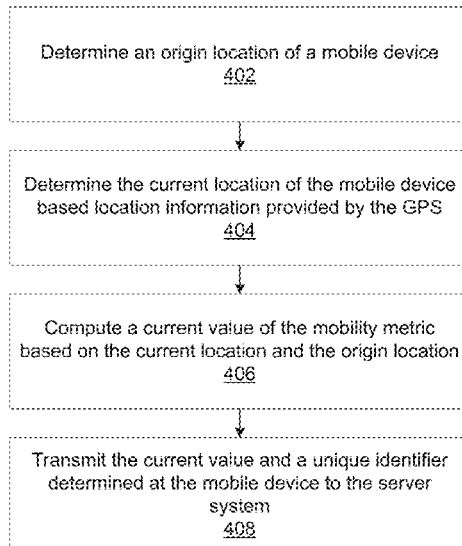 Determine an origin location of a mobile device
402
Determine the current location of the mobile device
based location information provided by the GPS
404
Compute a current value of the mobility metric
based on the current location and the origin location
406
Transmit the current value and a unique identifier
determined at the mobile device to the server
system
408